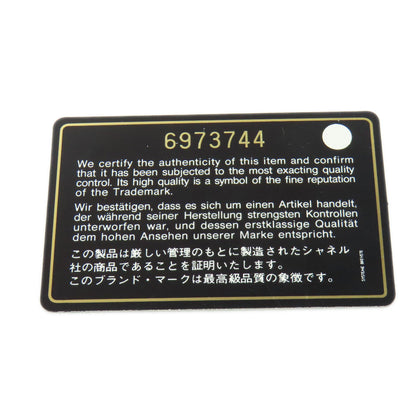 6973744
We certify the authenticity of this item and confirm
that it has been subjected to the most exacting quality
control. Its high quality is a symbol of the fine reputation
of the Trademark.
Wir bestätigen, dass es sich um einen Artikel handelt,
der während seiner Herstellung strengsten Kontrollen
unterworfen war, und dessen erstklassige Qualität
dem hohen Ansehen unserer Marke entspricht.
この製品は厳しい管理のもとに製造されたシャネル
社の商品であることを証明いたします。
このブランド・マークは最高級品質の象徴です。